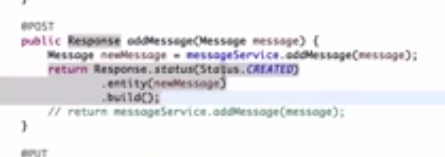 }
@POST
public Response addMessage(Message message) {
Message newMessage = messageService.addMessage(message);
return Response.status(Status.CREATED)
.entity(newMessage)
.build();
// return messageService.addMessage(message);
}
@PUT